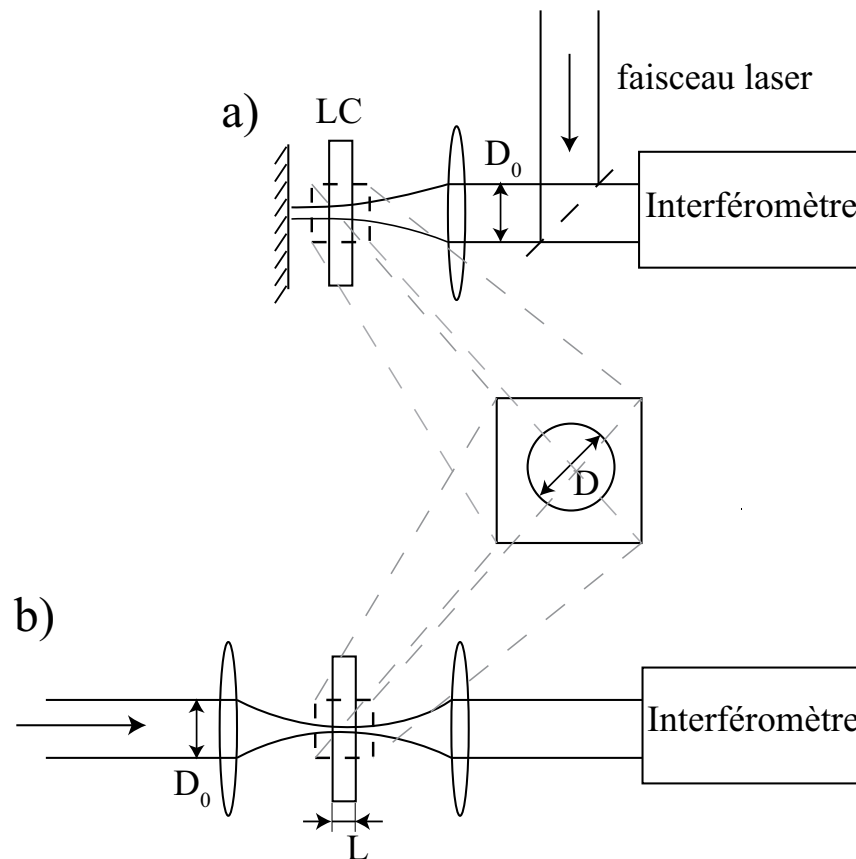 faisceau laser
a)
LC
D₀
Interféromètre
D
b)
Interféromètre
D₀
L